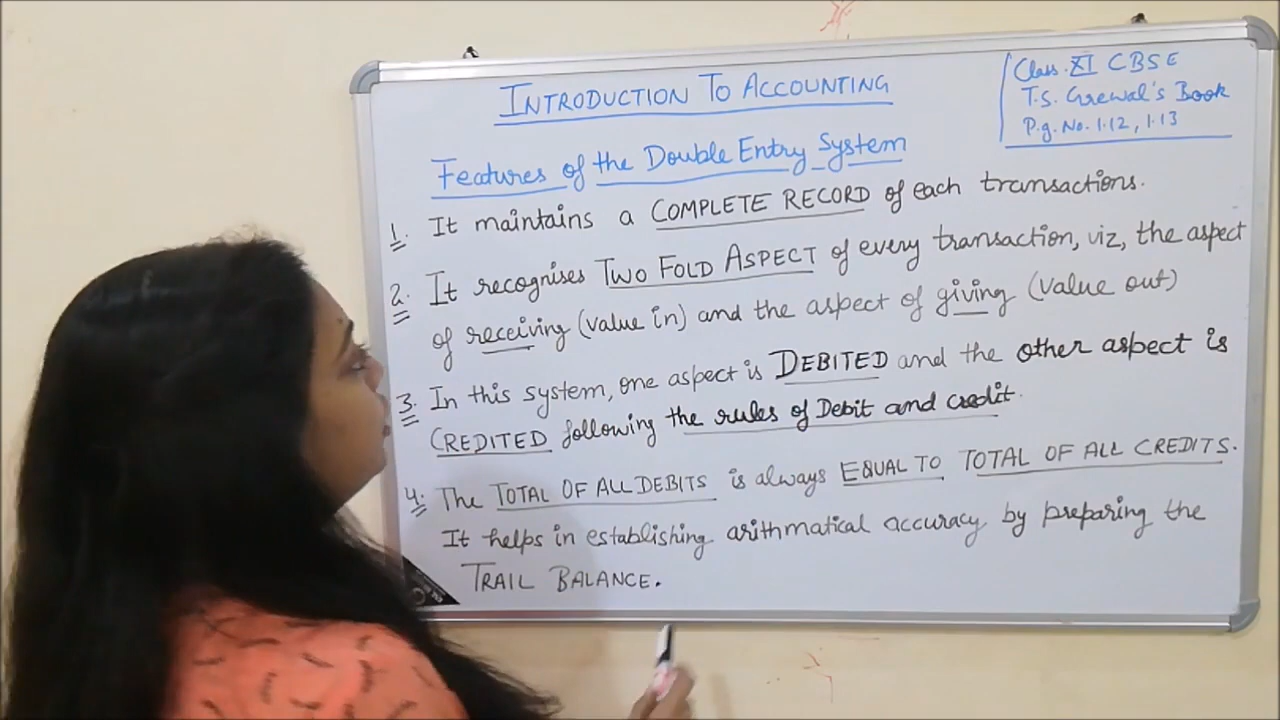 INTRODUCTION TO ACCOUNTING
Class. XI CBSE
T.S. Grewal's Book
P.g. No. 1.12, 1.13
Features of the Double Entry System
1. It maintains a COMPLETE RECORD of each transactions.
2. It recognises TWO FOLD ASPECT of every transaction, viz, the aspect
of receiving (value in) and the aspect of giving (value out)
3. In this system, one aspect is DEBITED and the other aspect is
CREDITED following the rules of Debit and credit.
4. The TOTAL OF ALL DEBITS is always EQUAL TO TOTAL OF ALL CREDITS.
It helps in establishing arithmatical accuracy by preparing the
TRAIL BALANCE.